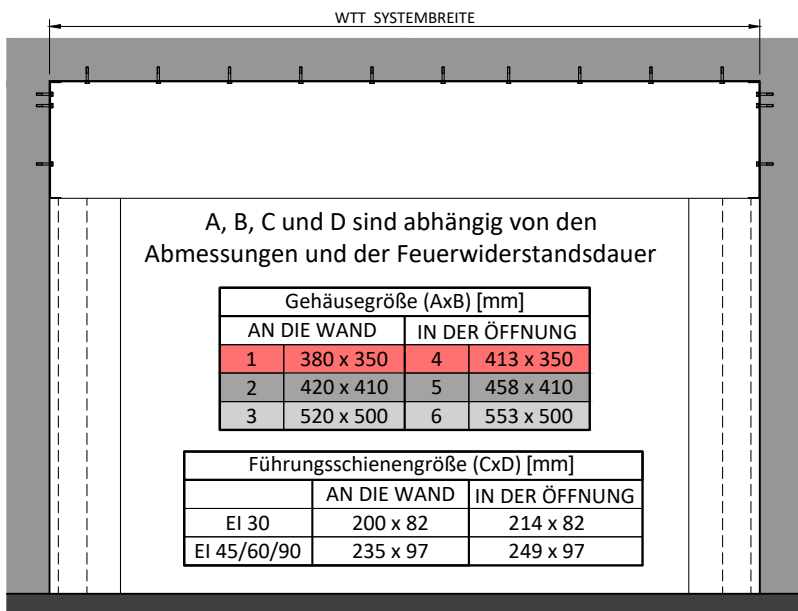 WTT SYSTEMBREITE
A, B, C und D sind abhängig von den
Abmessungen und der Feuerwiderstandsdauer
Gehäusegröße (AxB) [mm]
AN DIE WAND IN DER ÖFFNUNG
1 380 x 350 4 413 x 350
2 420 x 410 5 458 x 410
3 520 x 500 6 553 x 500
Führungsschienengröße (CxD) [mm]
AN DIE WAND IN DER ÖFFNUNG
EI 30 200 x 82 214 x 82
EI 45/60/90 235 x 97 249 x 97